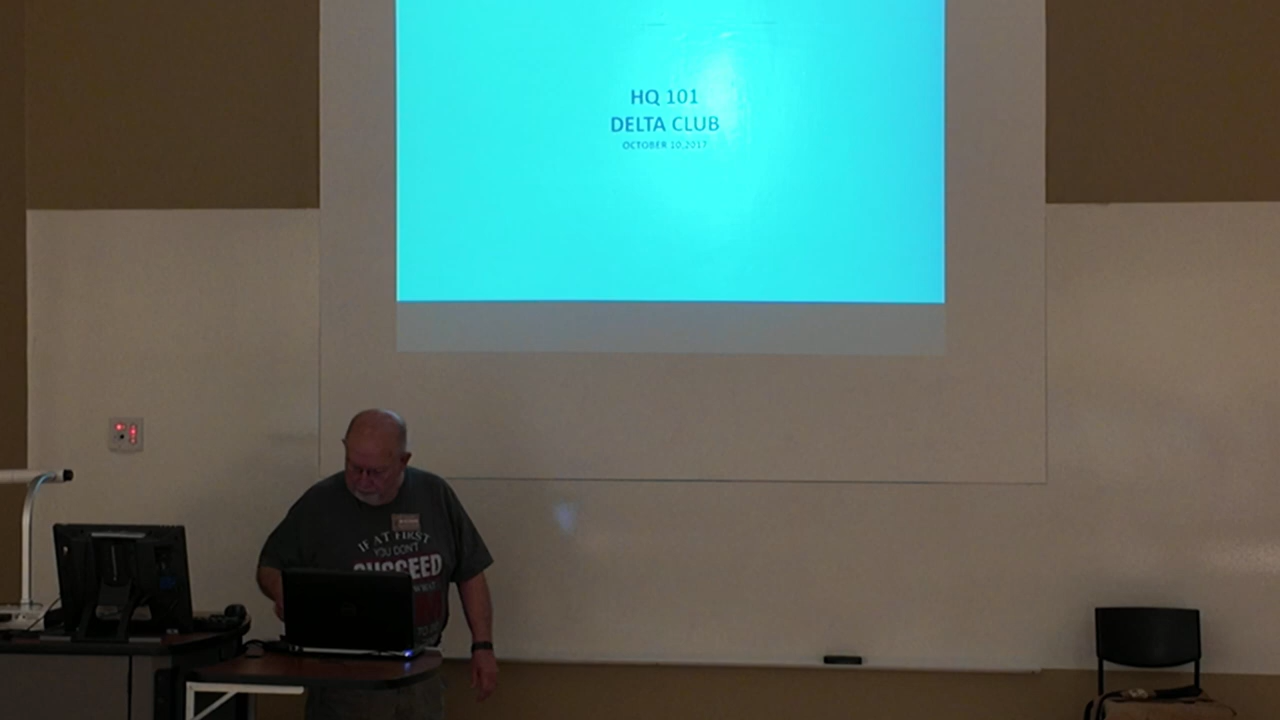 HQ 101
DELTA CLUB
OCTOBER 10,2017
IF AT FIRST
YOU DON'T
SUCCEED